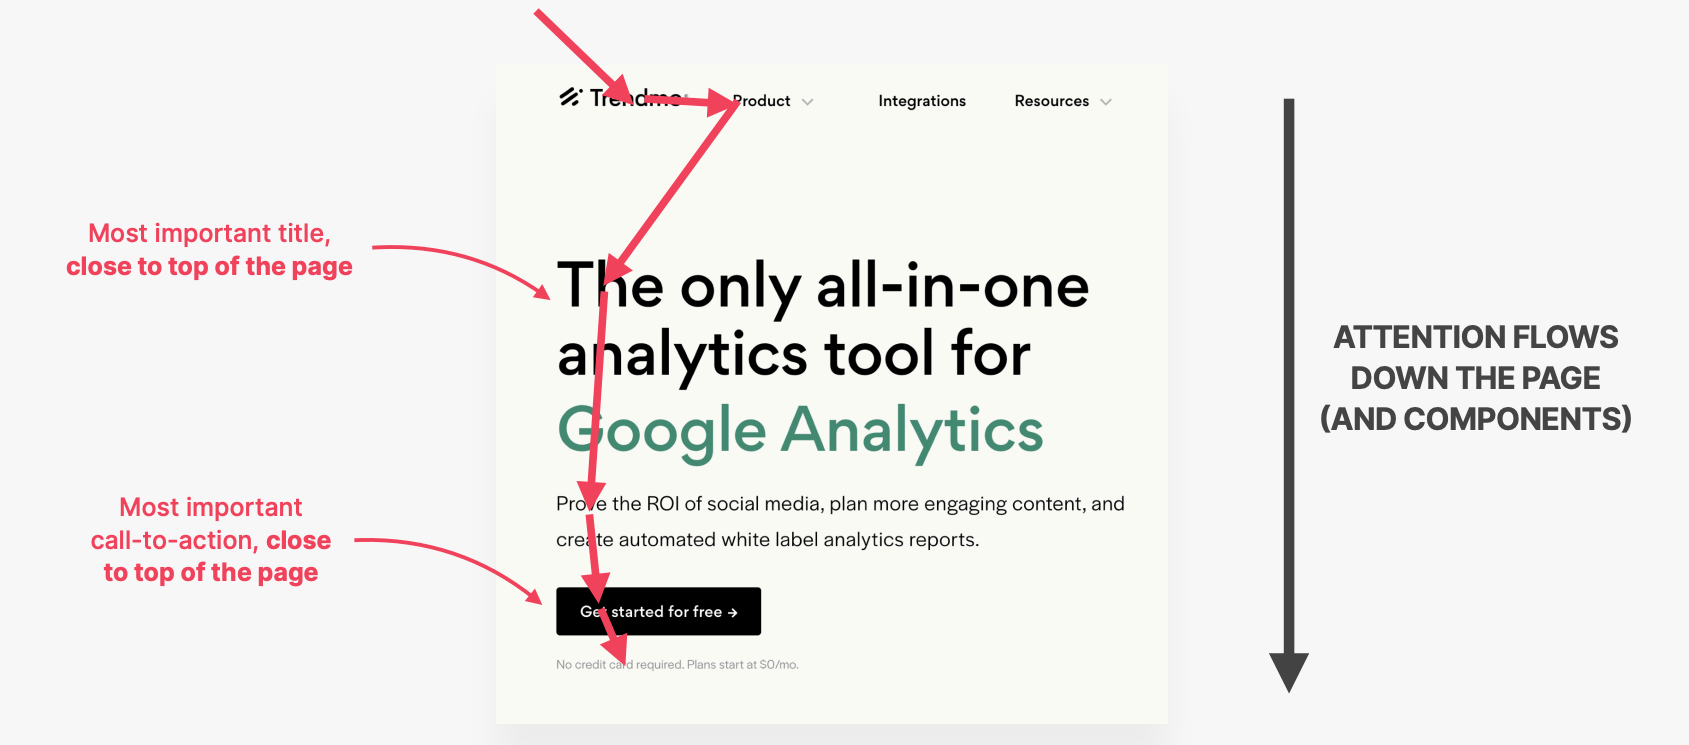 Trendmo
Product
Integrations
Resources
Most important title,
close to top of the page
The only all-in-one
analytics tool for
Google Analytics
ATTENTION FLOWS
DOWN THE PAGE
(AND COMPONENTS)
Prove the ROI of social media, plan more engaging content, and
create automated white label analytics reports.
Most important
call-to-action, close
to top of the page
Get started for free →
No credit card required. Plans start at $0/mo.